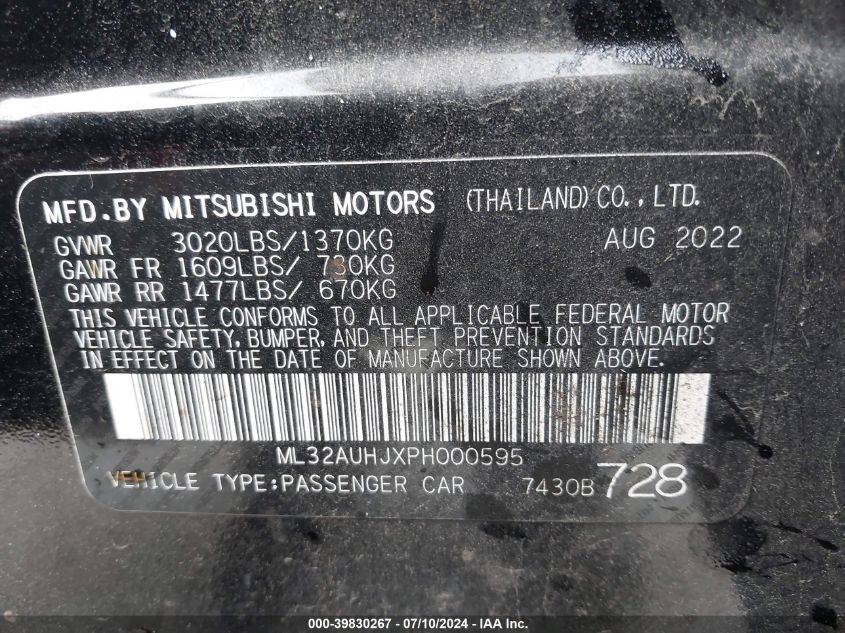 MFD.BY MITSUBISHI MOTORS (THAILAND) CO., LTD.
GVWR 3020LBS/1370KG AUG 2022
GAWR FR 1609LBS/ 730KG
GAWR RR 1477LBS/ 670KG
THIS VEHICLE CONFORMS TO ALL APPLICABLE FEDERAL MOTOR
VEHICLE SAFETY, BUMPER, AND THEFT PREVENTION STANDARDS
IN EFFECT ON THE DATE OF MANUFACTURE SHOWN ABOVE.
ML32AUHJXPH000595
VEHICLE TYPE:PASSENGER CAR 7430B 728
000-39830267 - 07/10/2024 - IAA Inc.